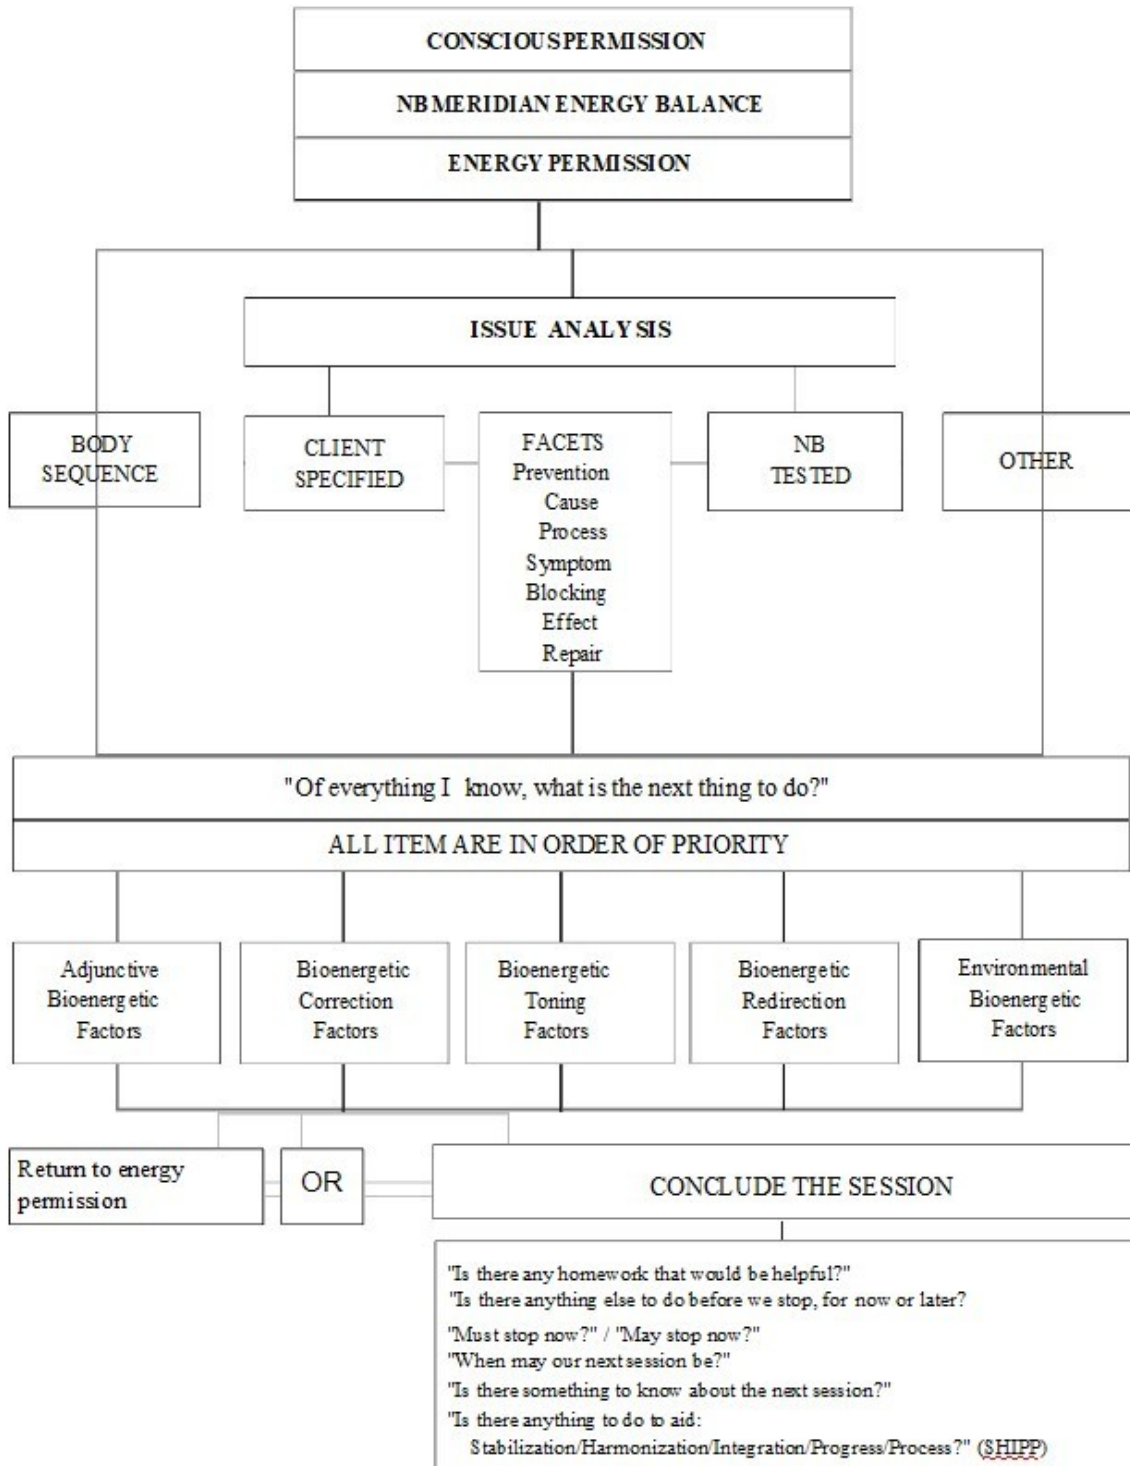 CONSCIOUS PERMISSION
NB MERIDIAN ENERGY BALANCE
ENERGY PERMISSION
ISSUE ANALYSIS
BODY
SEQUENCE
CLIENT
SPECIFIED
FACETS
Prevention
Cause
Process
Symptom
Blocking
Effect
Repair
NB
TESTED
OTHER
"Of everything I know, what is the next thing to do?"
ALL ITEM ARE IN ORDER OF PRIORITY
Adjunctive
Bioenergetic
Factors
Bioenergetic
Correction
Factors
Bioenergetic
Toning
Factors
Bioenergetic
Redirection
Factors
Environmental
Bioenergetic
Factors
Return to energy
permission
OR
CONCLUDE THE SESSION
"Is there any homework that would be helpful?"
"Is there anything else to do before we stop, for now or later?
"Must stop now?" / "May stop now?"
"When may our next session be?"
"Is there something to know about the next session?"
"Is there anything to do to aid:
Stabilization/Harmonization/Integration/Progress/Process?" (SHIPP)